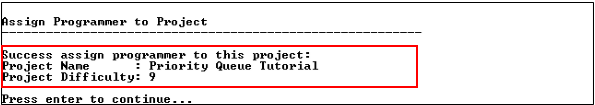 Assign Programmer to Project
------------------------------------------------------------
Success assign programmer to this project:
Project Name      : Priority Queue Tutorial
Project Difficulty: 9
Press enter to continue...